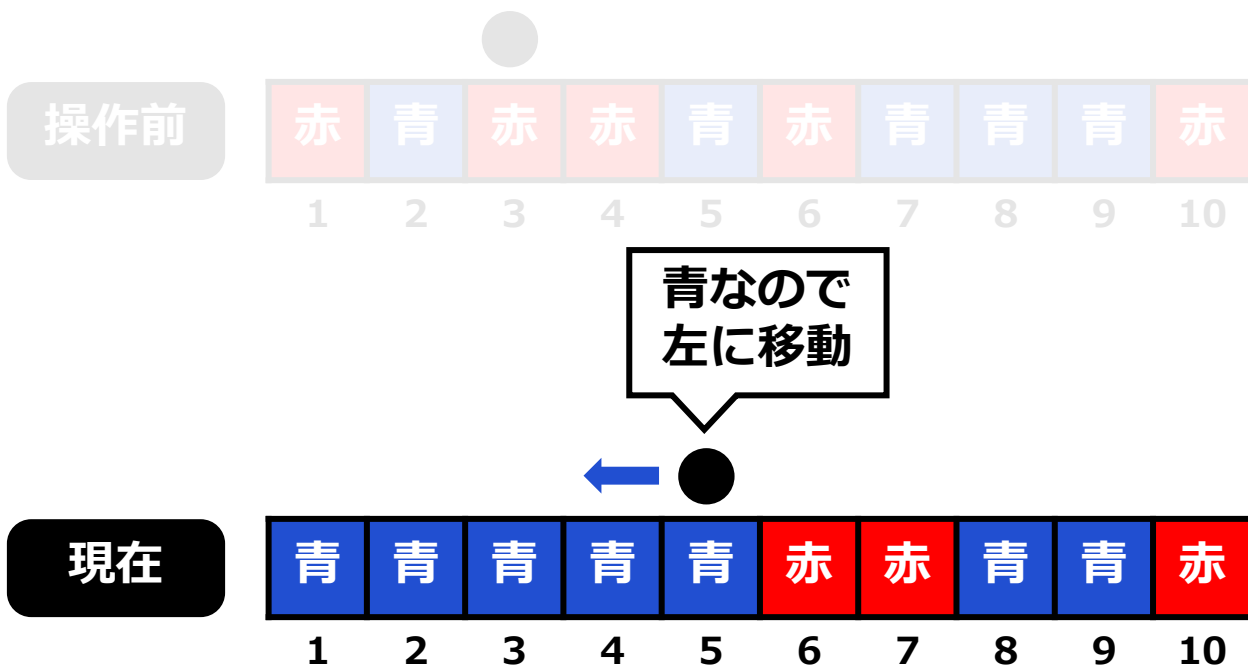 操作前
赤 青 赤 赤 青 赤 青 青 青 赤
1 2 3 4 5 6 7 8 9 10
青なので
左に移動
現在
青 青 青 青 青 赤 赤 青 青 赤
1 2 3 4 5 6 7 8 9 10